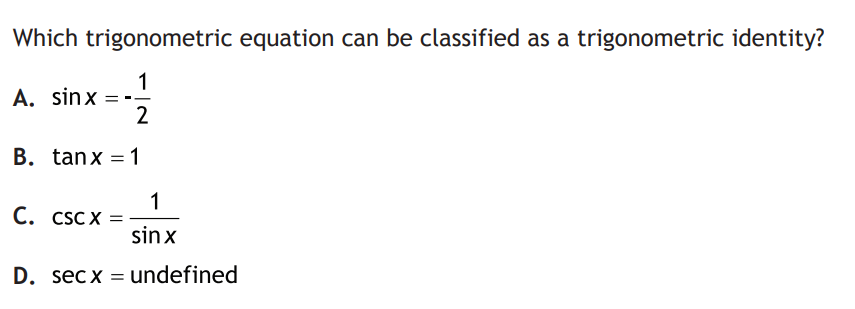 Which trigonometric equation can be classified as a trigonometric identity?
A. sin x = -1/2
B. tan x = 1
C. csc x = 1/sin x
D. sec x = undefined